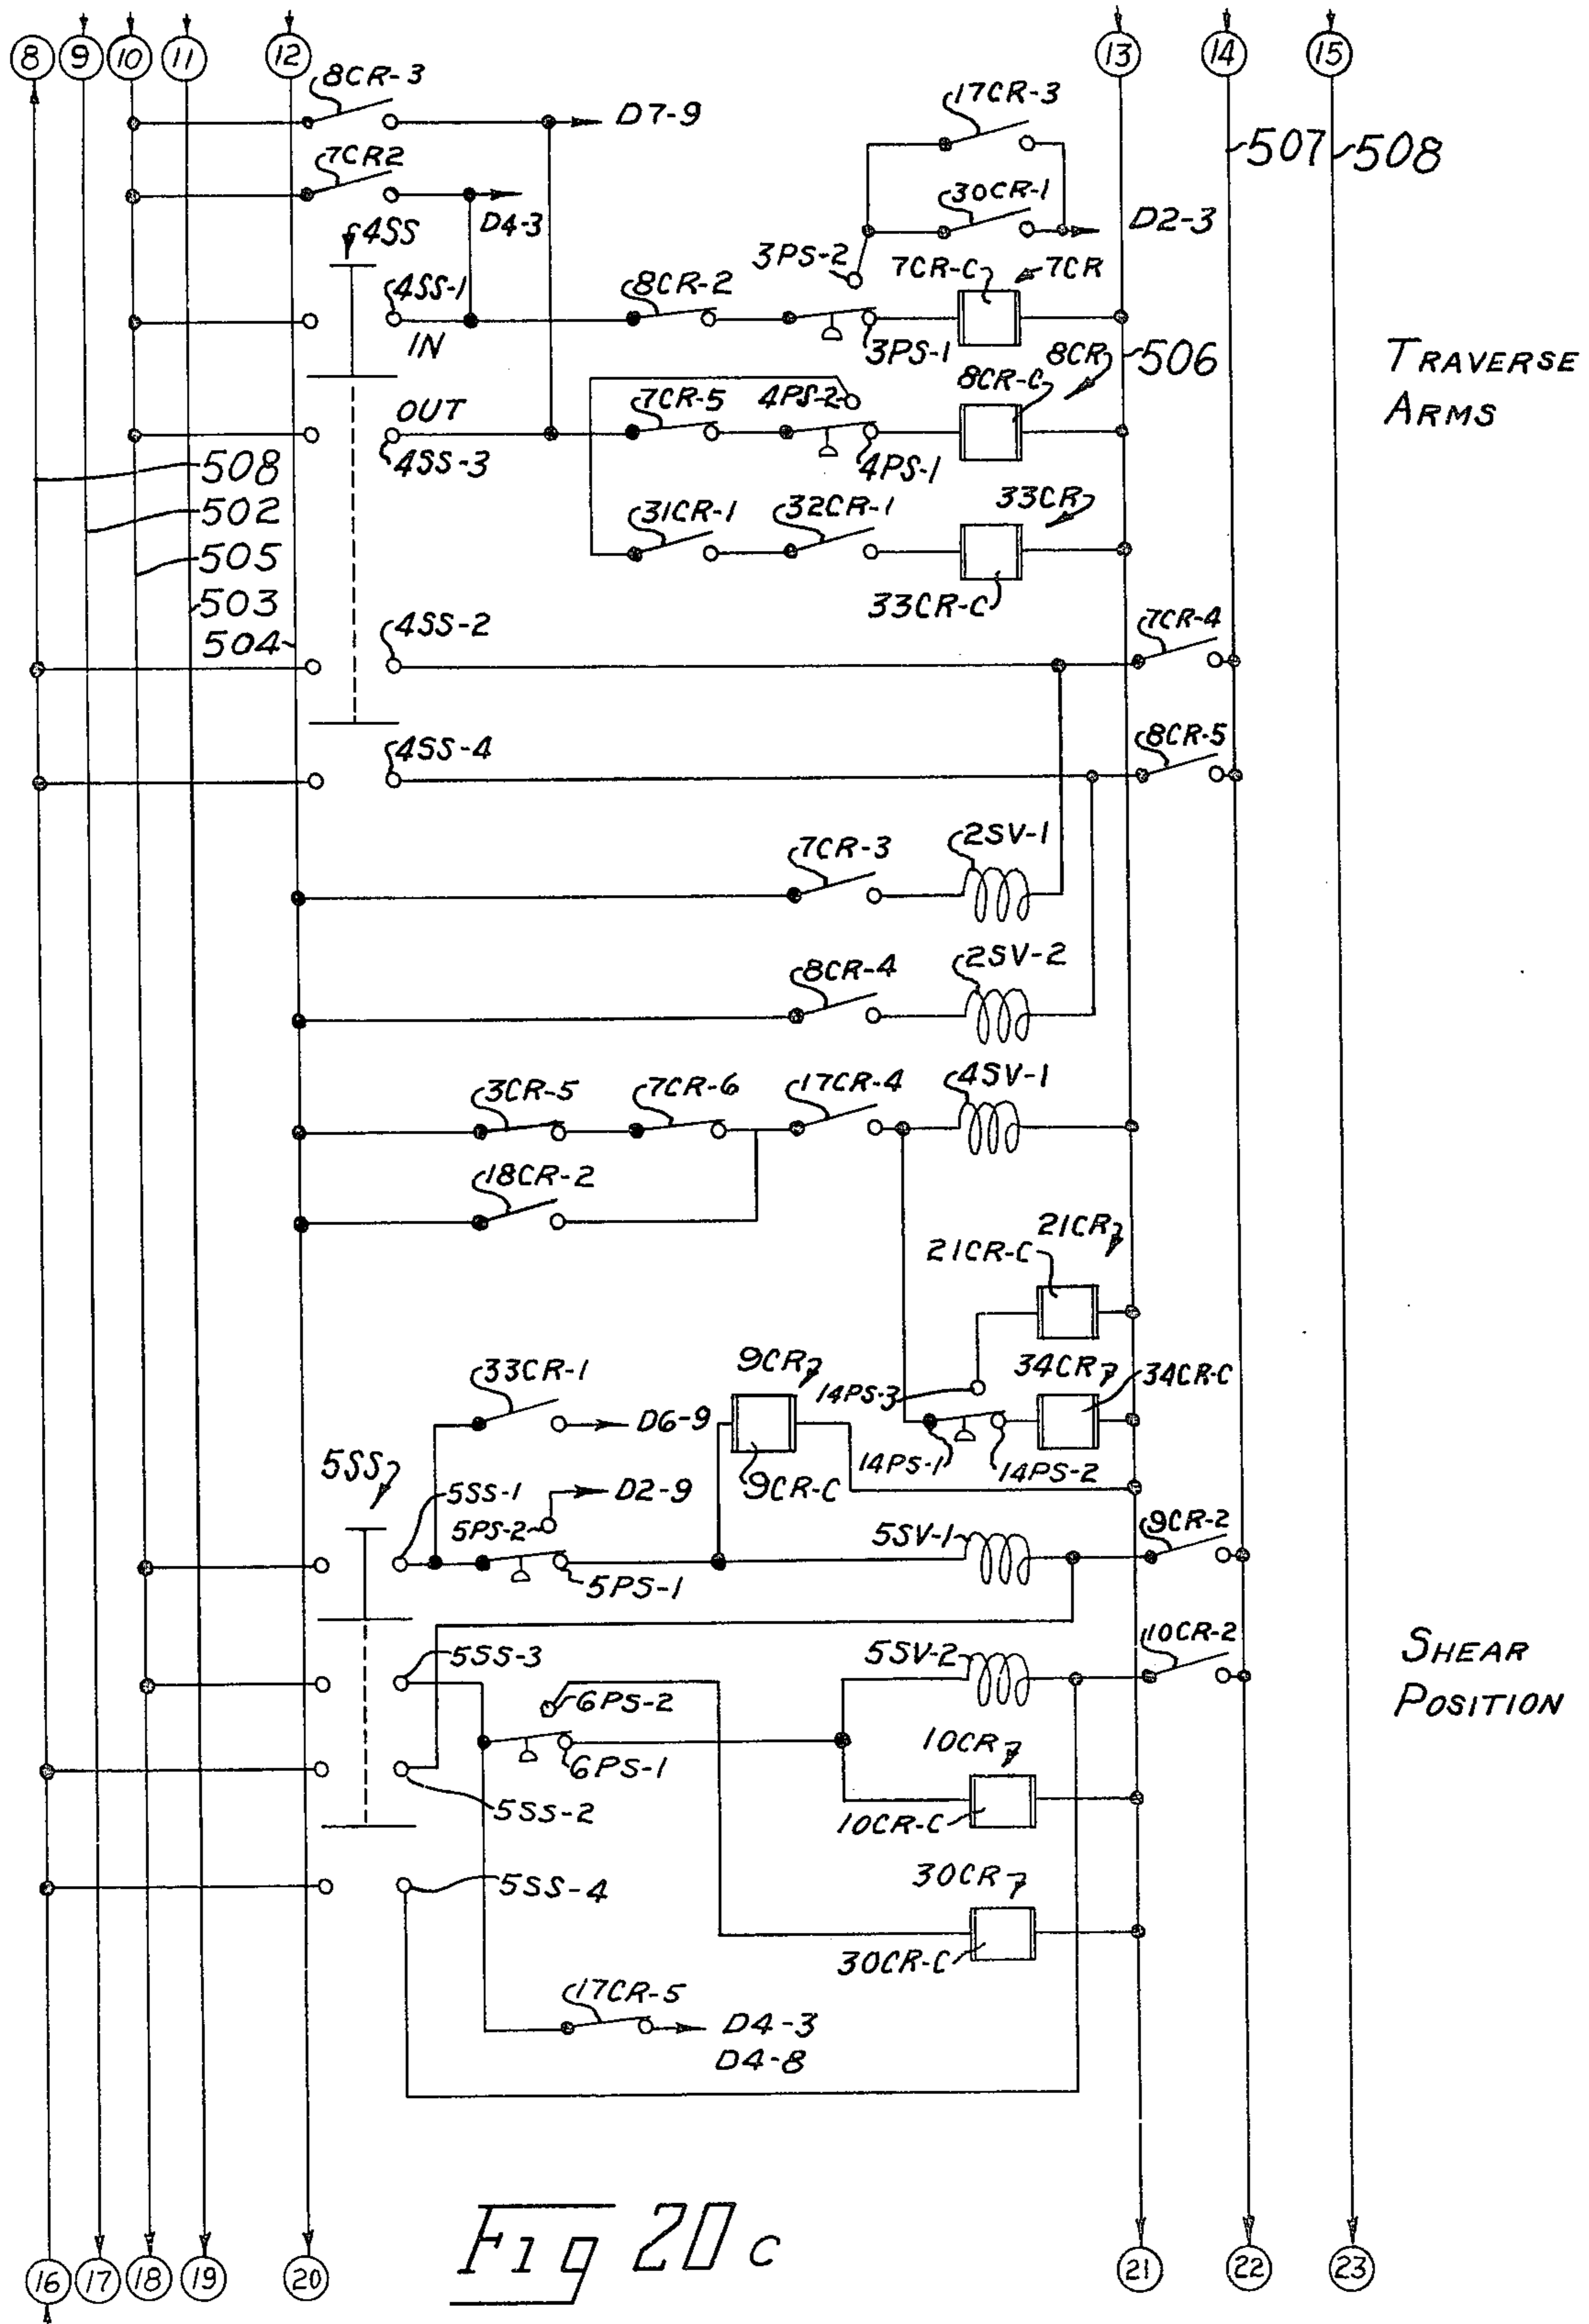 8 9 10 11 12 13 14 15
8CR-3
D7-9
17CR-3
507 508
7CR2
D4-3
30CR-1
D2-3
4SS
3PS-2
7CR-C 7CR
4SS-1
8CR-2
IN
3PS-1
506
TRAVERSE
ARMS
8CR
8CR-C
OUT
7CR-5
4PS-2
4SS-3
4PS-1
508
502
31CR-1
32CR-1
33CR
505
503
33CR-C
504
4SS-2
7CR-4
4SS-4
8CR-5
7CR-3
2SV-1
8CR-4
2SV-2
3CR-5
7CR-6
17CR-4
4SV-1
18CR-2
21CR
21CR-C
33CR-1
9CR
14PS-3
34CR
34CR-C
D6-9
5SS
14PS-1
14PS-2
9CR-C
5SS-1
D2-9
5PS-2
5SV-1
9CR-2
5PS-1
5SS-3
5SV-2
10CR-2
SHEAR
POSITION
6PS-2
6PS-1
10CR
5SS-2
10CR-C
5SS-4
30CR
30CR-C
17CR-5
D4-3
D4-8
Fig 20c
16 17 18 19 20 21 22 23